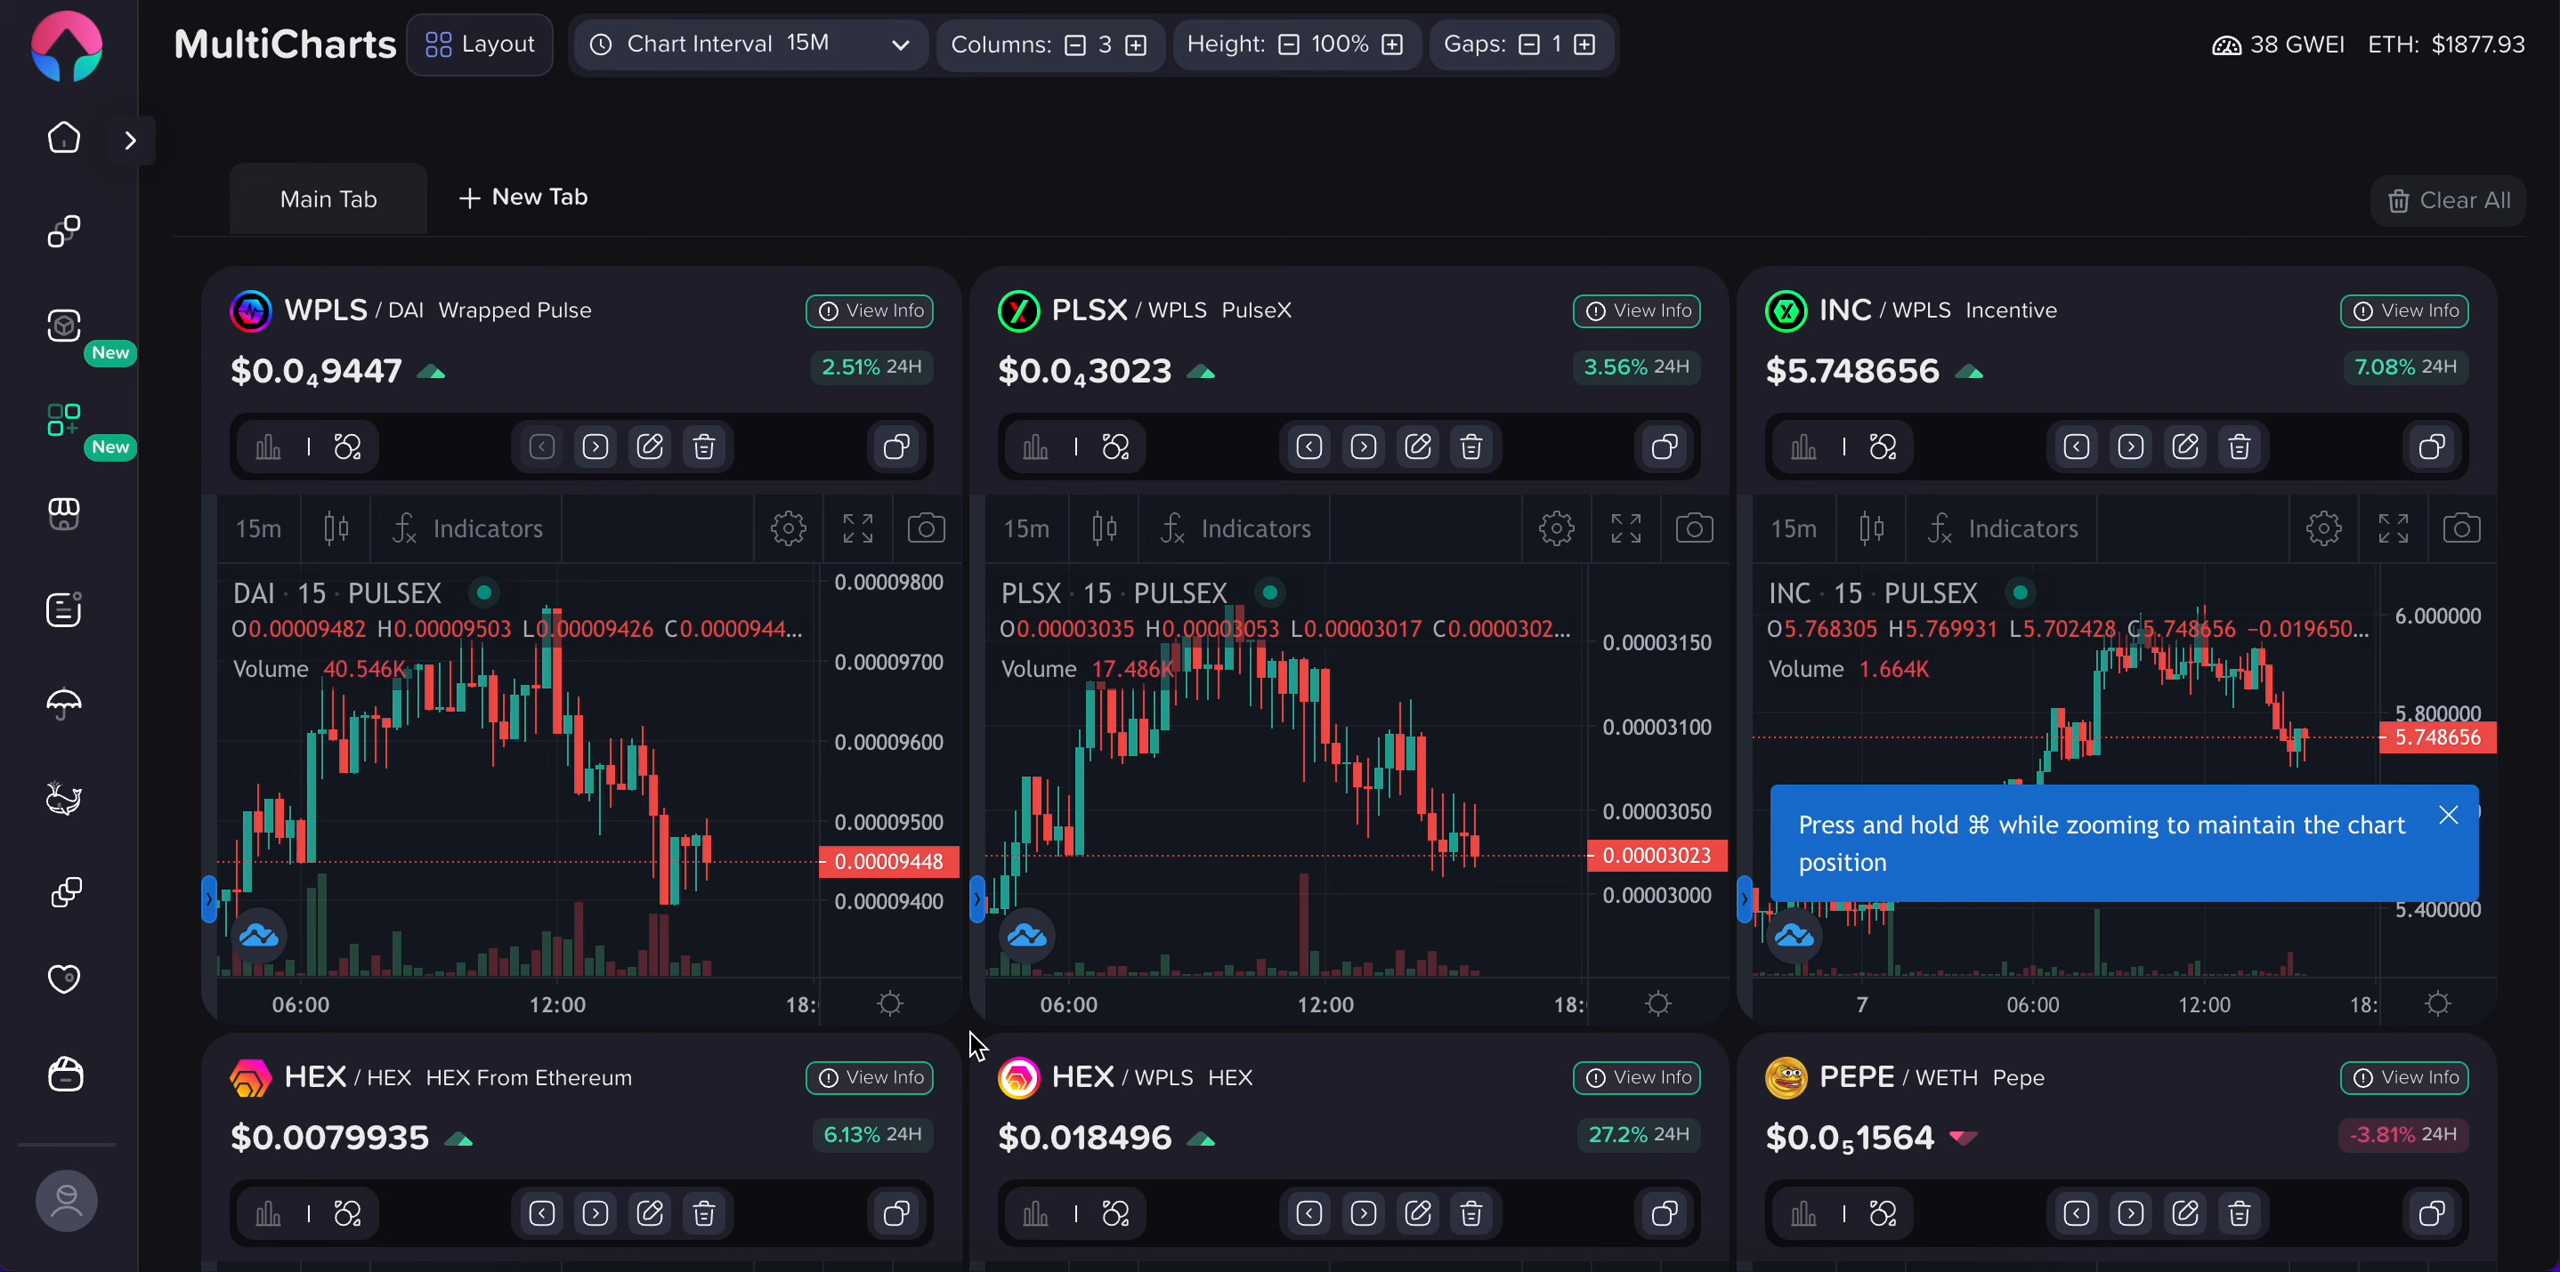 MultiCharts Layout Chart Interval 15M Columns: 3 Height: 100% Gaps: 1 38 GWEI ETH: $1877.93
Main Tab + New Tab Clear All
WPLS / DAI Wrapped Pulse View Info
$0.0₄9447 2.51% 24H
15m Indicators
DAI · 15 · PULSEX
O0.00009482 H0.00009503 L0.00009426 C0.0000944...
Volume 40.546K
0.00009800
0.00009700
0.00009600
0.00009500
0.00009448
0.00009400
06:00 12:00 18:
PLSX / WPLS PulseX View Info
$0.0₄3023 3.56% 24H
15m Indicators
PLSX · 15 · PULSEX
O0.00003035 H0.00003053 L0.00003017 C0.0000302...
Volume 17.486K
0.00003150
0.00003100
0.00003050
0.00003023
0.00003000
06:00 12:00 18:
INC / WPLS Incentive View Info
$5.748656 7.08% 24H
15m Indicators
INC · 15 · PULSEX
O5.768305 H5.769931 L5.702428 C5.748656 −0.019650...
Volume 1.664K
6.000000
5.800000
5.748656
Press and hold ⌘ while zooming to maintain the chart
position
5.400000
7 06:00 12:00 18:
New
New
HEX / HEX HEX From Ethereum View Info
$0.0079935 6.13% 24H
HEX / WPLS HEX View Info
$0.018496 27.2% 24H
PEPE / WETH Pepe View Info
$0.0₅1564 -3.81% 24H